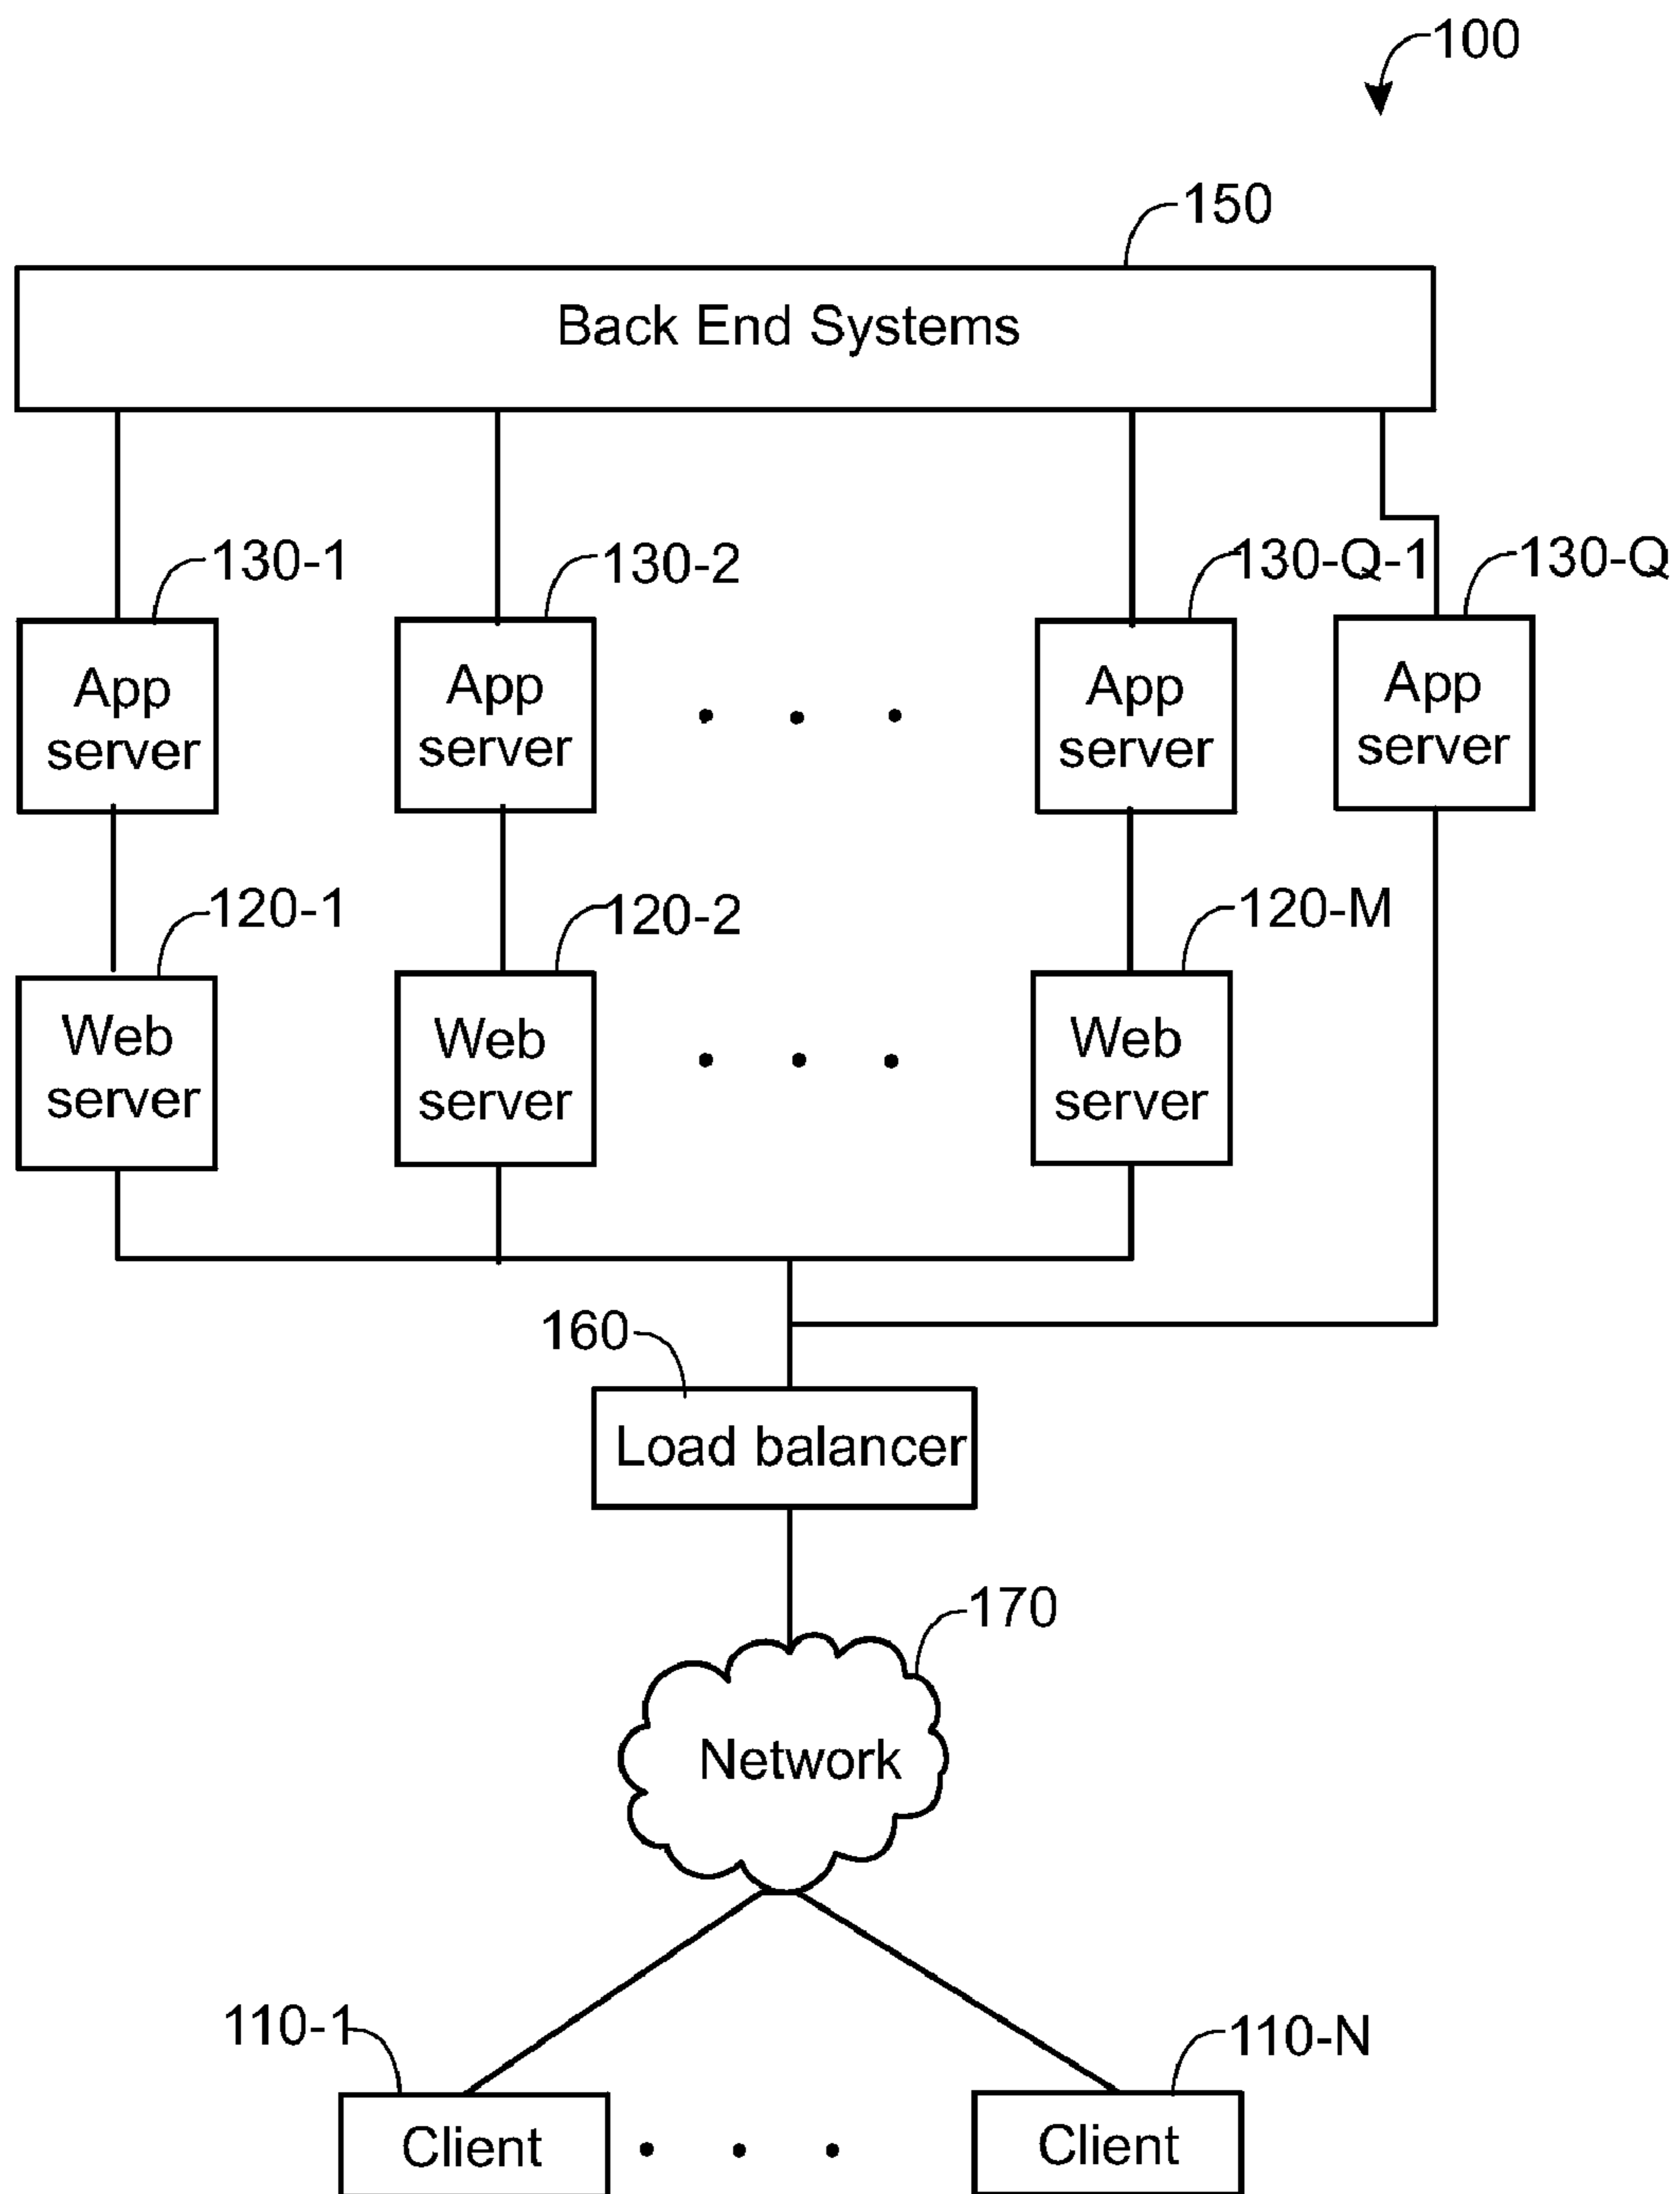 100
150
Back End Systems
130-1
130-2
130-Q-1
130-Q
App
server
App
server
App
server
App
server
120-1
120-2
120-M
Web
server
Web
server
Web
server
160
Load balancer
170
Network
110-1
110-N
Client
Client